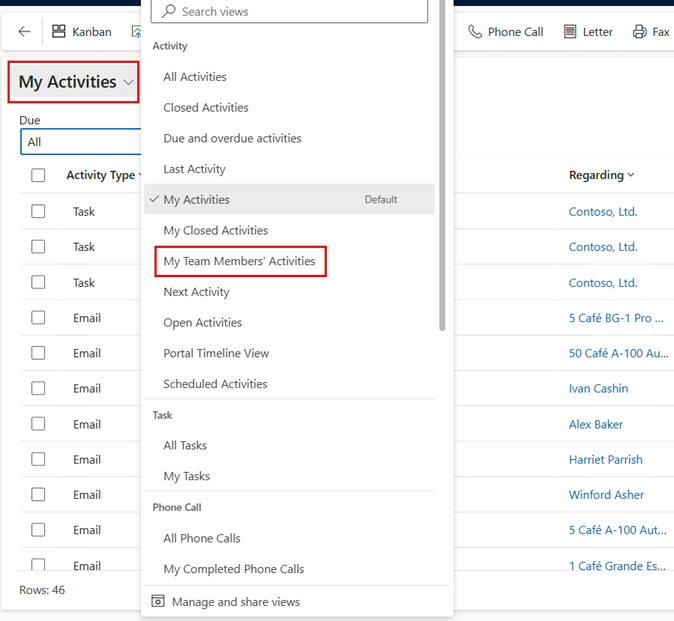 Search views
Kanban
Phone Call
Letter
Fax
My Activities
Due
All
Activity Type
Regarding
Activity
All Activities
Closed Activities
Due and overdue activities
Last Activity
My Activities Default
My Closed Activities
My Team Members' Activities
Next Activity
Open Activities
Portal Timeline View
Scheduled Activities
Task
All Tasks
My Tasks
Phone Call
All Phone Calls
My Completed Phone Calls
Manage and share views
Task Contoso, Ltd.
Task Contoso, Ltd.
Task Contoso, Ltd.
Email 5 Café BG-1 Pro ...
Email 50 Café A-100 Au...
Email Ivan Cashin
Email Alex Baker
Email Harriet Parrish
Email Winford Asher
Email 5 Café A-100 Aut...
Email 1 Café Grande Es...
Rows: 46